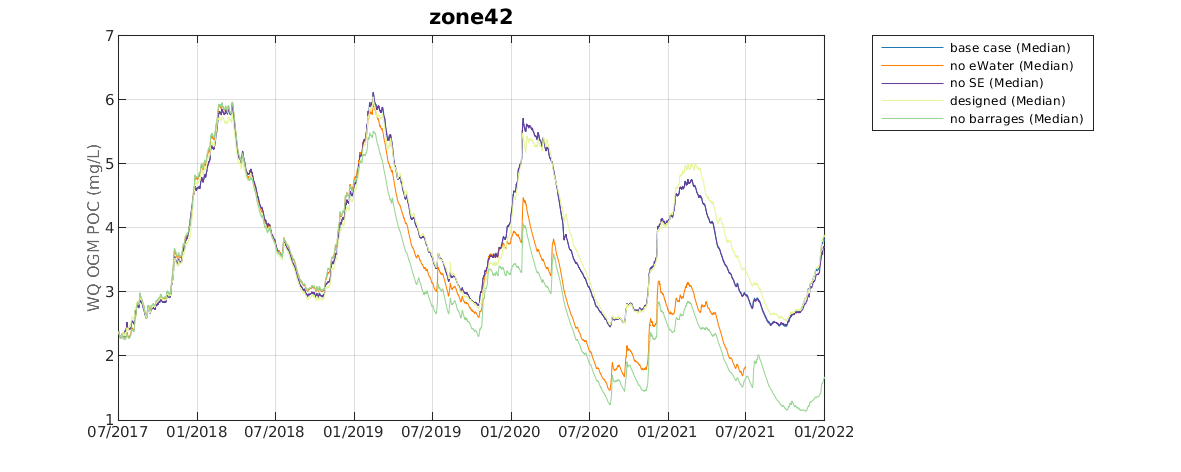 zone42
WQ OGM POC (mg/L)
7
6
5
4
3
2
1
07/2017 01/2018 07/2018 01/2019 07/2019 01/2020 07/2020 01/2021 07/2021 01/2022
base case (Median)
no eWater (Median)
no SE (Median)
designed (Median)
no barrages (Median)